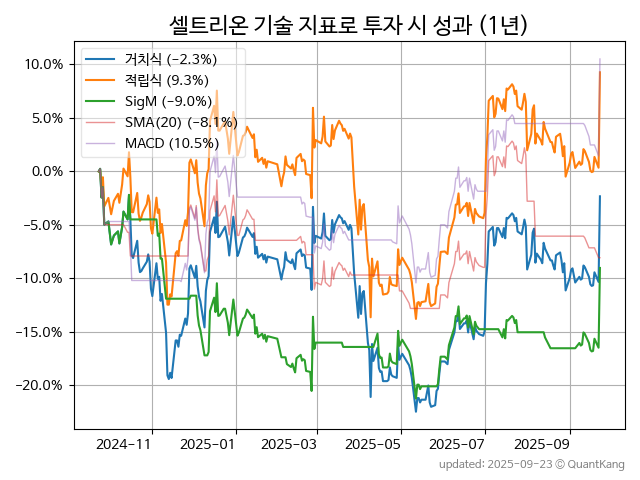 셀트리온 기술 지표로 투자 시 성과 (1년)
거치식 (−2.3%)
적립식 (9.3%)
SigM (−9.0%)
SMA(20) (−8.1%)
MACD (10.5%)
10.0%
5.0%
0.0%
−5.0%
−10.0%
−15.0%
−20.0%
2024−11
2025−01
2025−03
2025−05
2025−07
2025−09
updated: 2025-09-23 © QuantKang